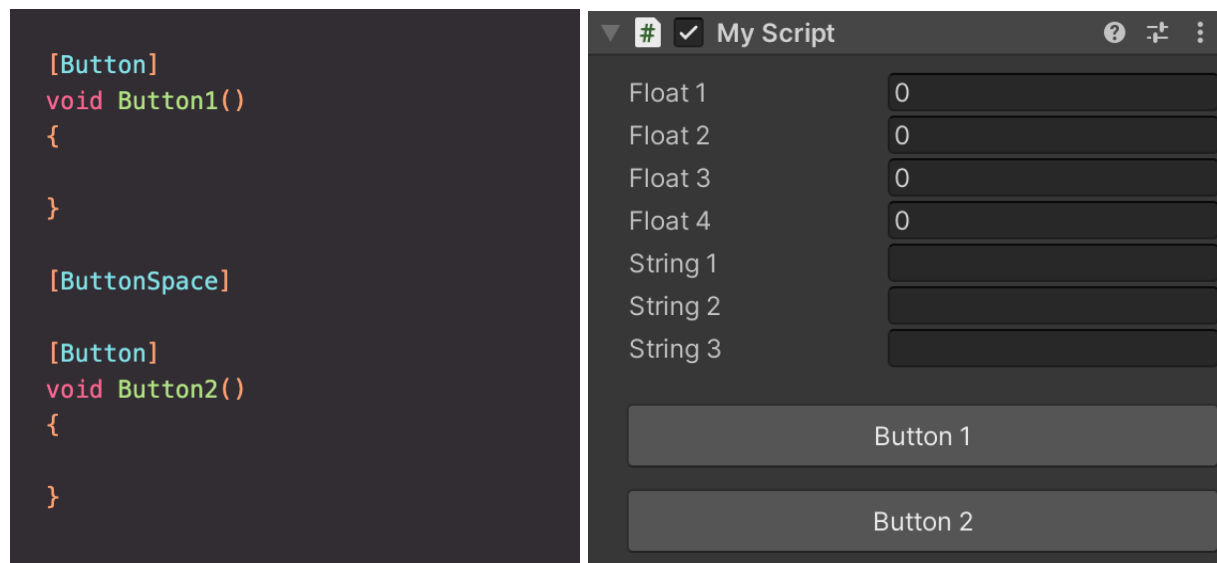 [Button]
void Button1()
{
}
[ButtonSpace]
[Button]
void Button2()
{
}
# My Script
Float 1 0
Float 2 0
Float 3 0
Float 4 0
String 1
String 2
String 3
Button 1
Button 2